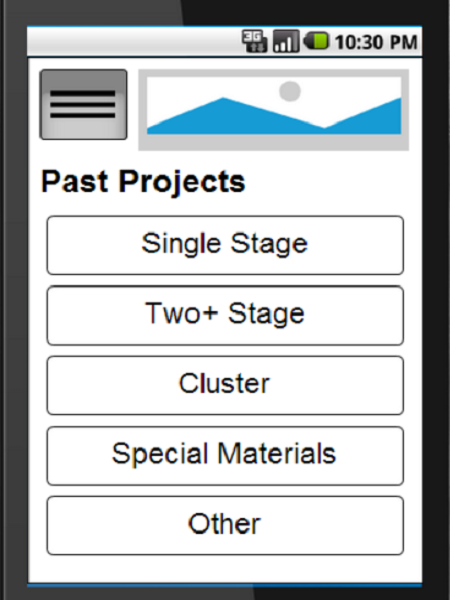 3G 10:30 PM
Past Projects
Single Stage
Two+ Stage
Cluster
Special Materials
Other